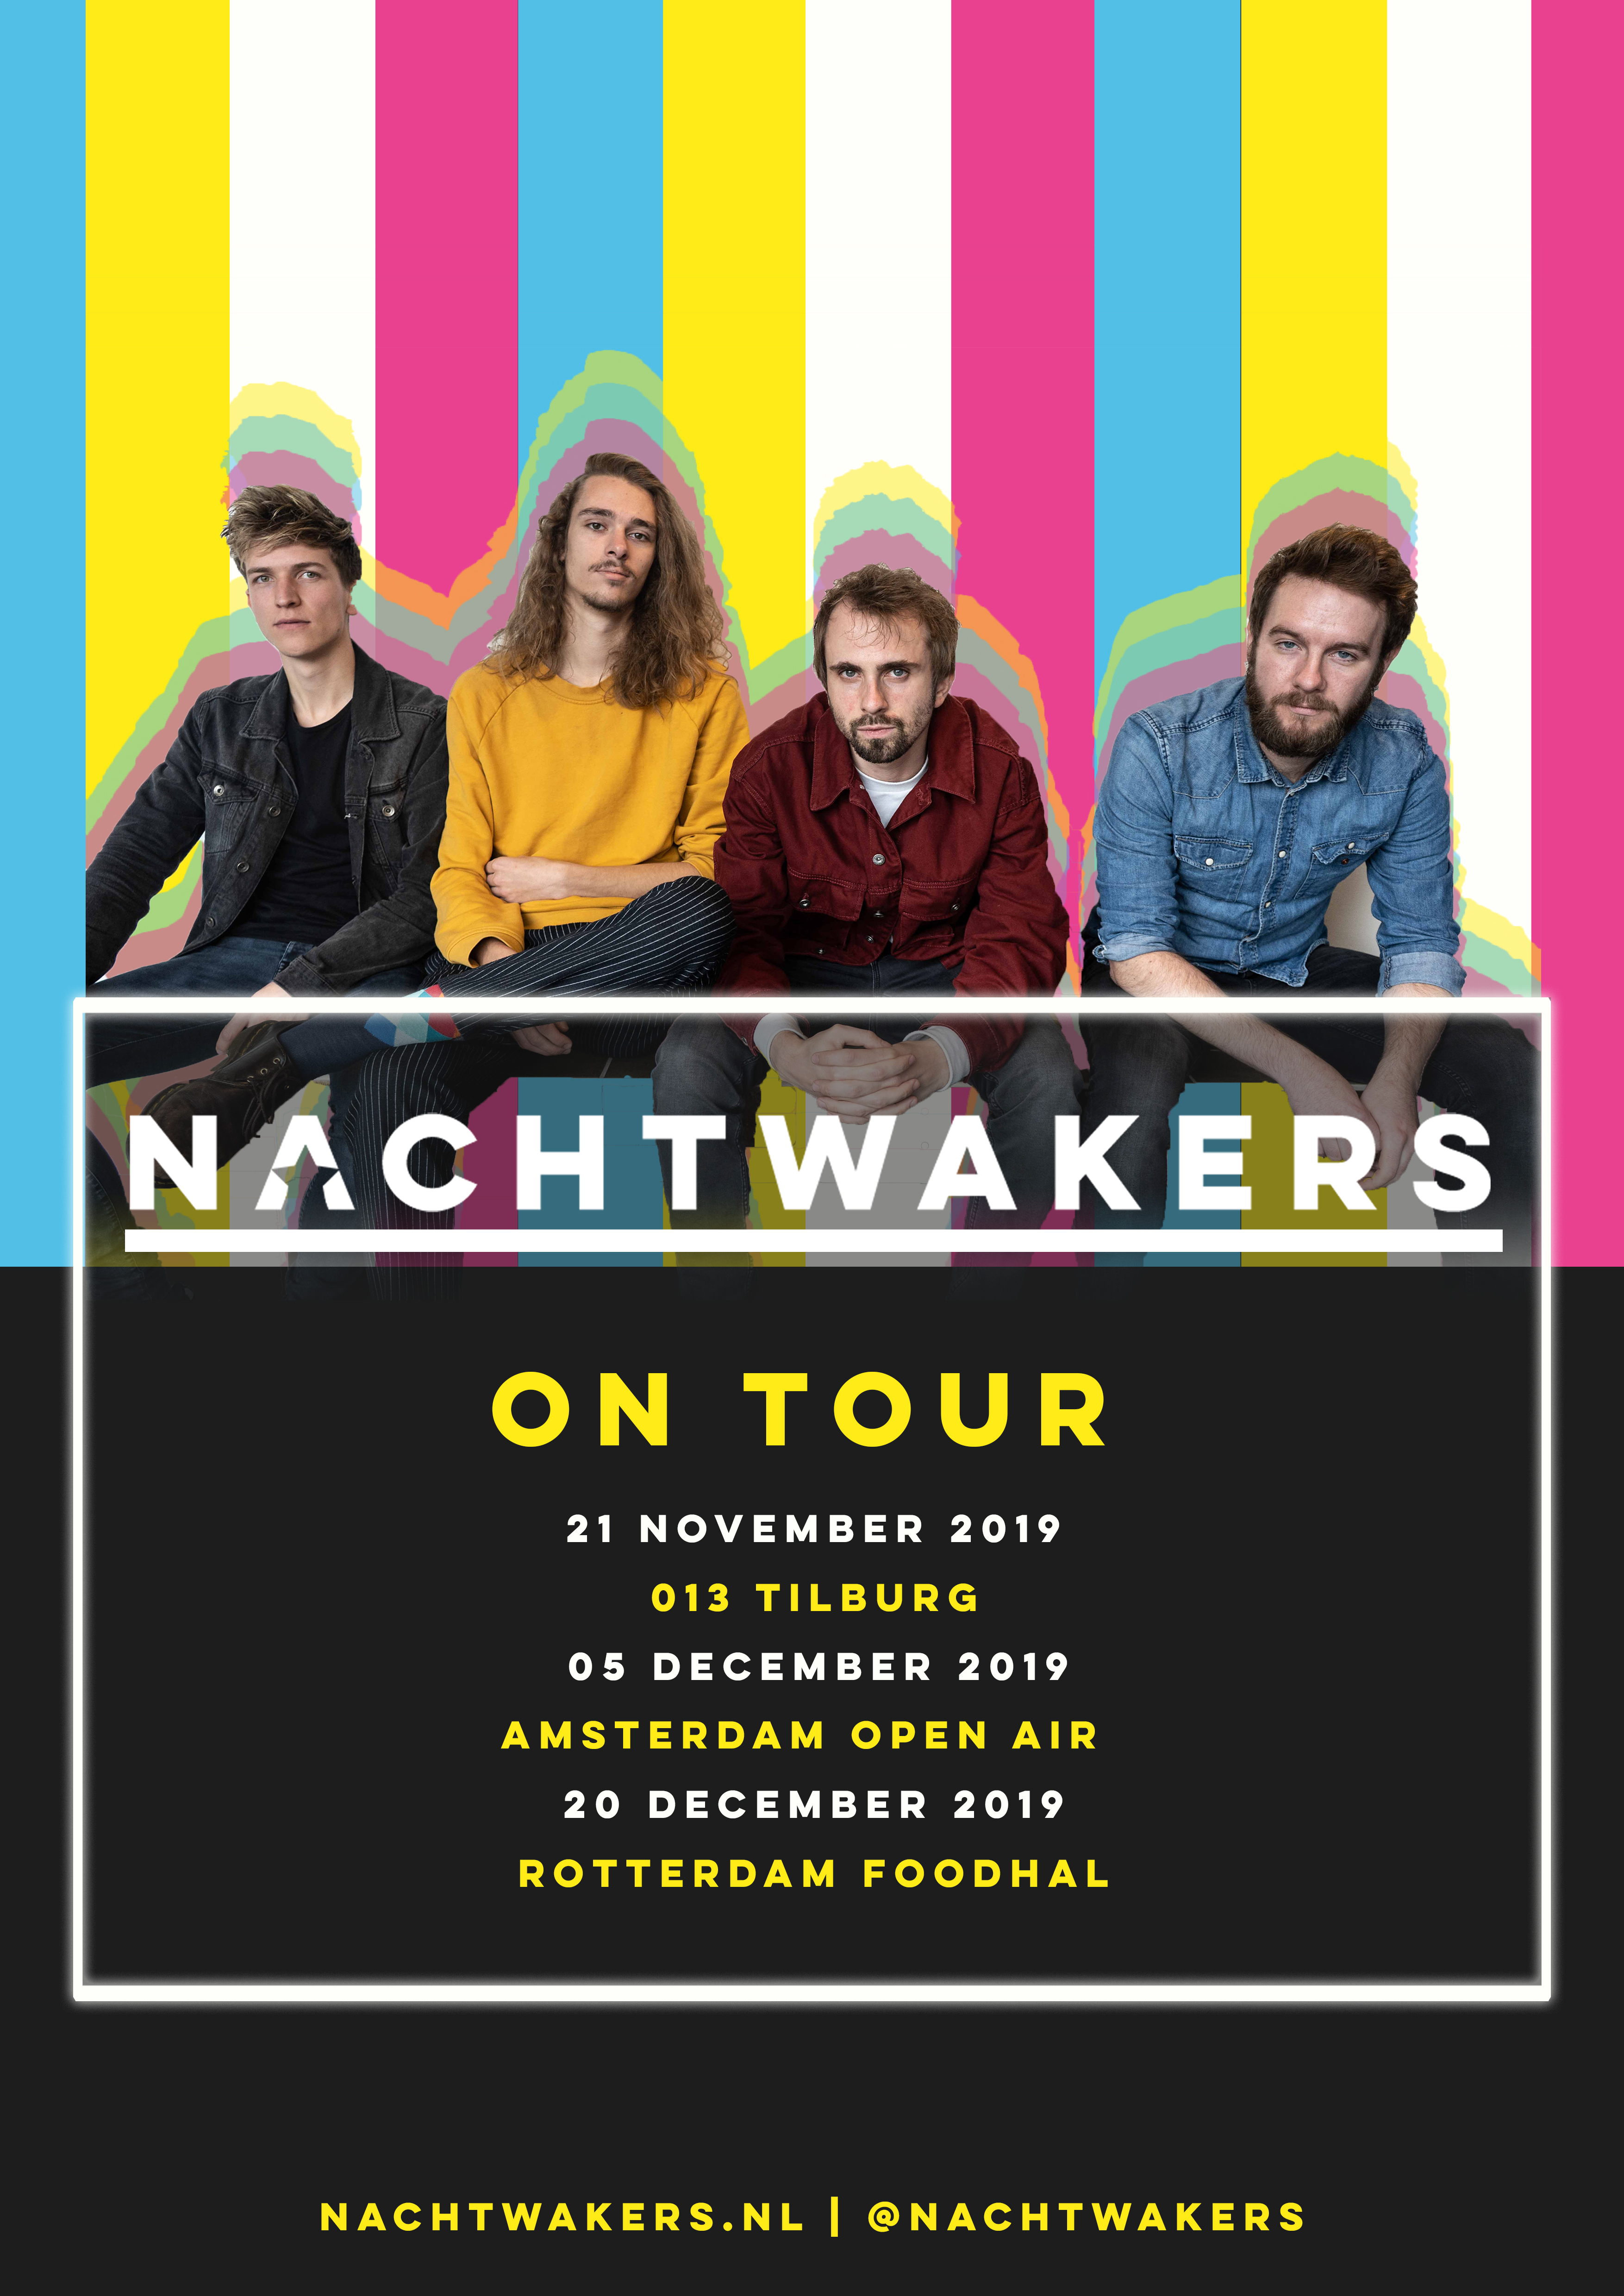 NACHTWAKERS
ON TOUR
21 NOVEMBER 2019
013 TILBURG
05 DECEMBER 2019
AMSTERDAM OPEN AIR
20 DECEMBER 2019
ROTTERDAM FOODHAL
NACHTWAKERS.NL | @NACHTWAKERS